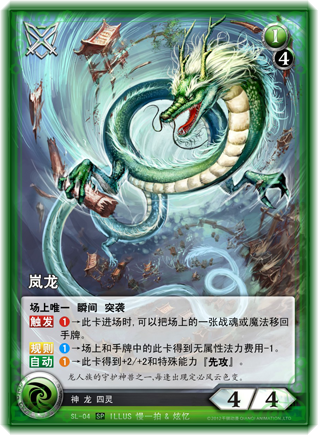 I
4
岚龙
场上唯一 瞬间 突袭
触发 1→此卡进场时,可以把场上的一张战魂或魔法移回
手牌。
规则 1→场上和手牌中的此卡得到无属性法力费用-1。
自动 1→此卡得到+2/+2和特殊能力『先攻』。
龙人族的守护神兽之一,每逢出现定必风云色变。
神龙 四灵
4 / 4
SL-04 SP ILLUS 懵一拍 & 炫忆